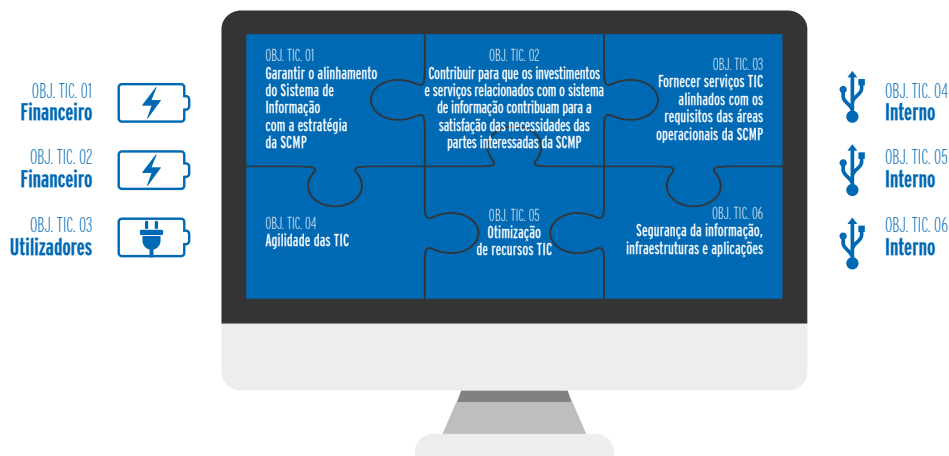 OBJ. TIC. 01
Financeiro
OBJ. TIC. 02
Financeiro
OBJ. TIC. 03
Utilizadores
OBJ. TIC. 01
Garantir o alinhamento
do Sistema de
Informação
com a estratégia
da SCMP
OBJ. TIC. 02
Contribuir para que os investimentos
e serviços relacionados com o sistema
de informação contribuam para a
satisfação das necessidades das
partes interessadas da SCMP
OBJ. TIC. 03
Fornecer serviços TIC
alinhados com os
requisitos das áreas
operacionais da SCMP
OBJ. TIC. 04
Agilidade das TIC
OBJ. TIC. 05
Otimização
de recursos TIC
OBJ. TIC. 06
Segurança da informação,
infraestruturas e aplicações
OBJ. TIC. 04
Interno
OBJ. TIC. 05
Interno
OBJ. TIC. 06
Interno